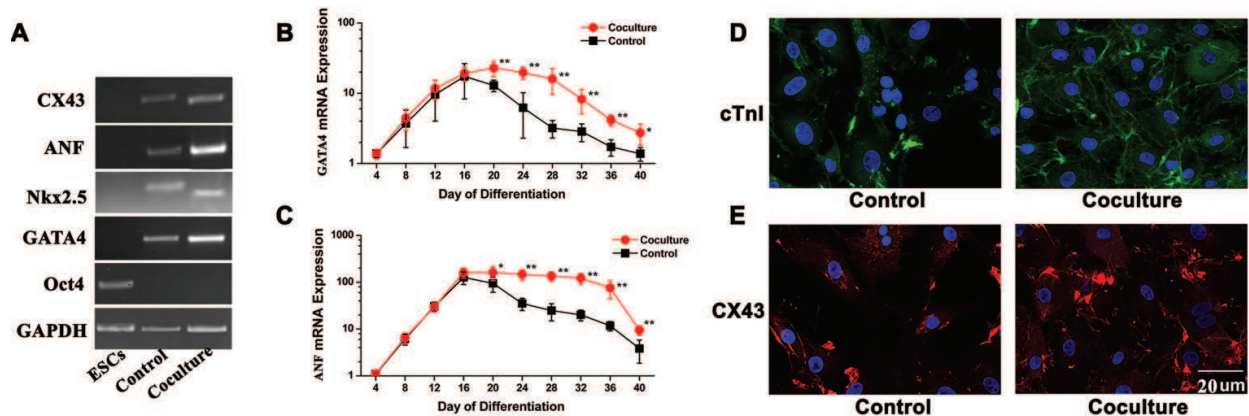 A
CX43
ANF
Nkx2.5
GATA4
Oct4
GAPDH
ESCs
Control
Coculture
B
GATA4 mRNA Expression
100
10
1
Coculture
Control
** ** ** ** ** *
4 8 12 16 20 24 28 32 36 40
Day of Differentiation
C
ANF mRNA Expression
1000
100
10
1
Coculture
Control
* ** ** ** ** **
4 8 12 16 20 24 28 32 36 40
Day of Differentiation
D
cTnI
Control
Coculture
E
CX43
20 um
Control
Coculture